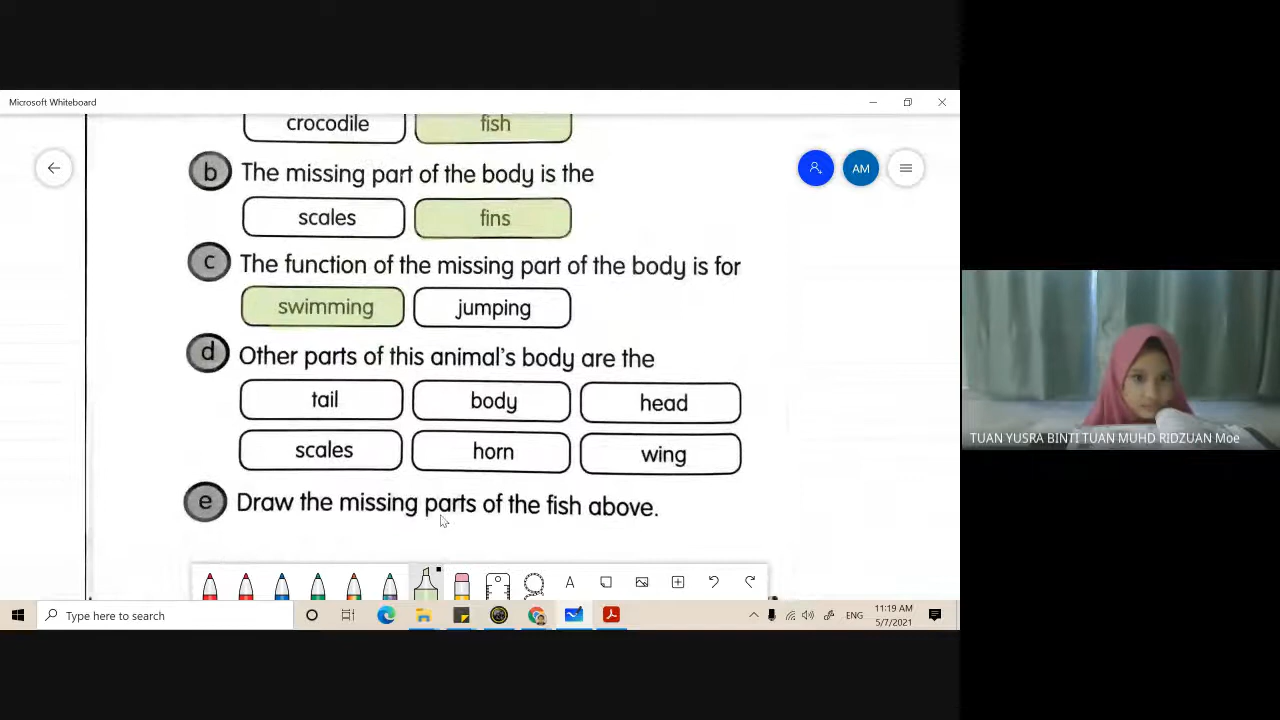 Microsoft Whiteboard
crocodile fish
b The missing part of the body is the
scales fins
AM
c The function of the missing part of the body is for
swimming jumping
d Other parts of this animal's body are the
tail body head
scales horn wing
TUAN YUSRA BINTI TUAN MUHD RIDZUAN Moe
e Draw the missing parts of the fish above.
A
Type here to search
ENG
11:19 AM
5/7/2021